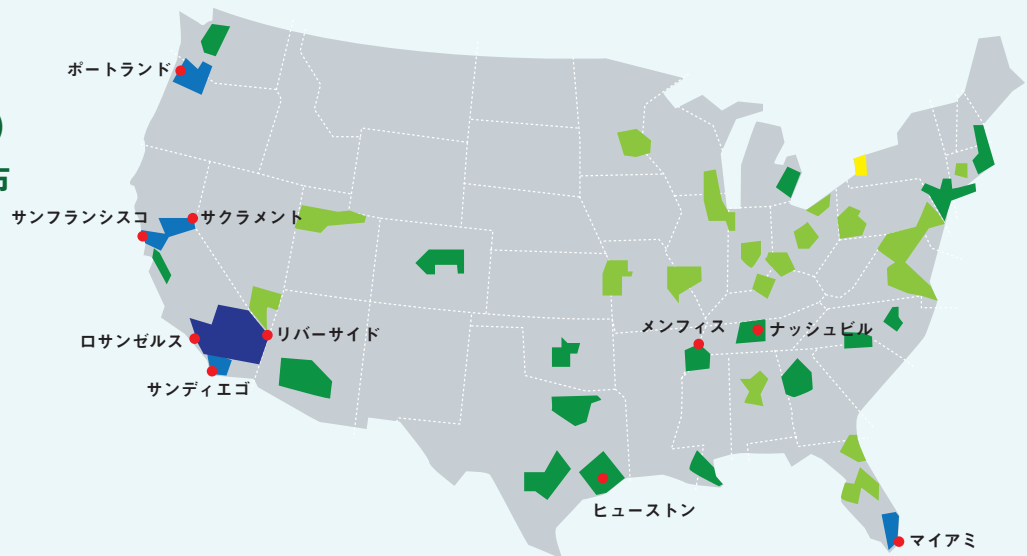 市
ポートランド
サンフランシスコ
サクラメント
ロサンゼルス
リバーサイド
サンディエゴ
メンフィス
ナッシュビル
ヒューストン
マイアミ